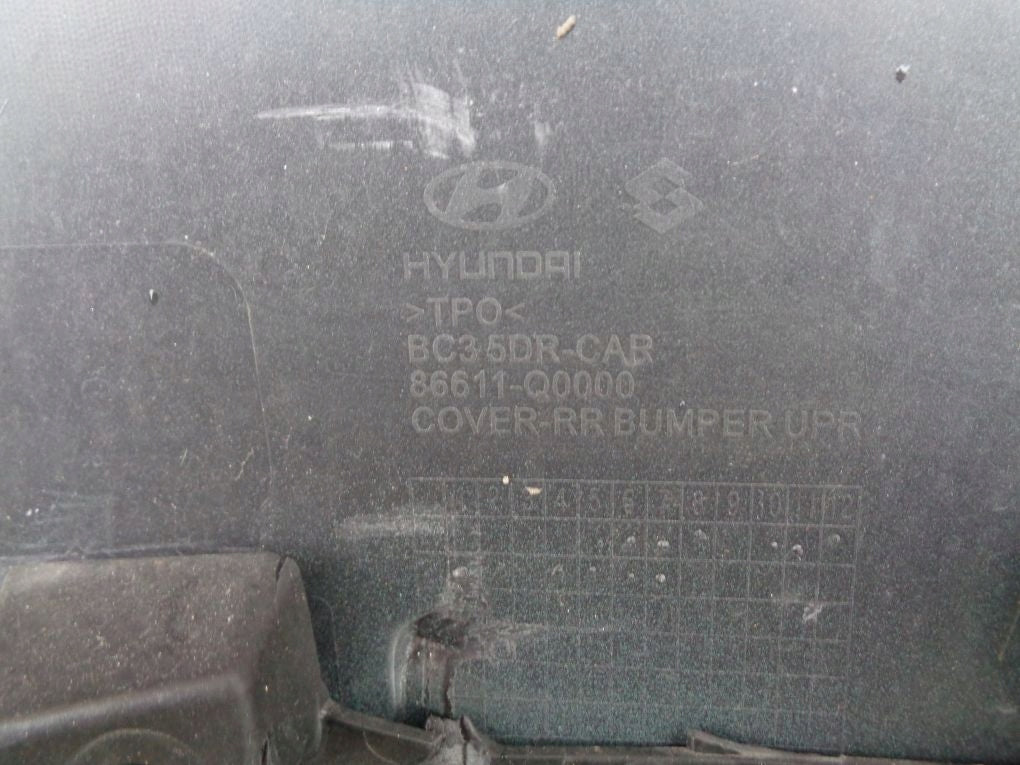 HYUNDAI
>TPO<
BC3 5DR-CAR
86611-Q0000
COVER-RR BUMPER UPR
1 2 3 4 5 6 7 8 9 10 11 12